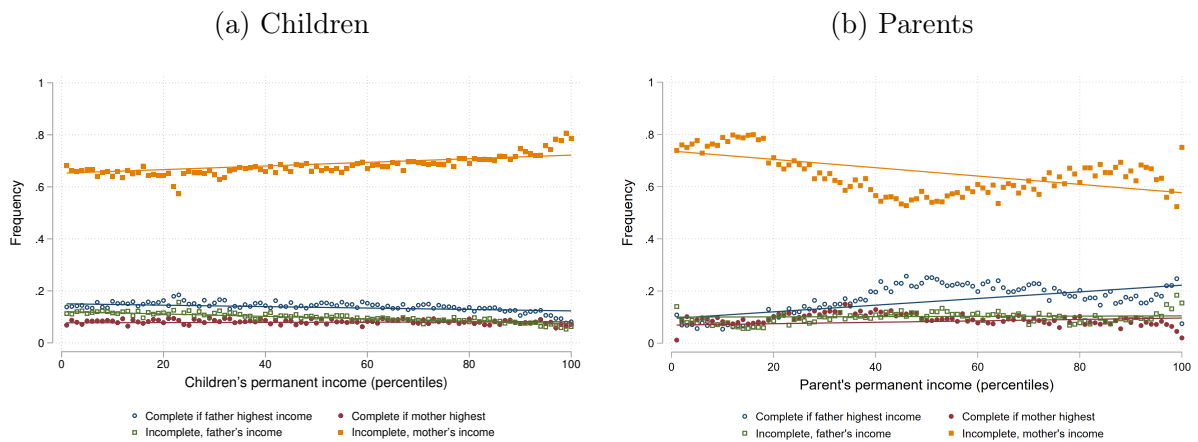 (a) Children
1
.8
.6
.4
.2
0
Frequency
0 20 40 60 80 100
Children's permanent income (percentiles)
Complete if father highest income Complete if mother highest
Incomplete, father's income Incomplete, mother's income
(b) Parents
1
.8
.6
.4
.2
0
Frequency
0 20 40 60 80 100
Parent's permanent income (percentiles)
Complete if father highest income Complete if mother highest
Incomplete, father's income Incomplete, mother's income